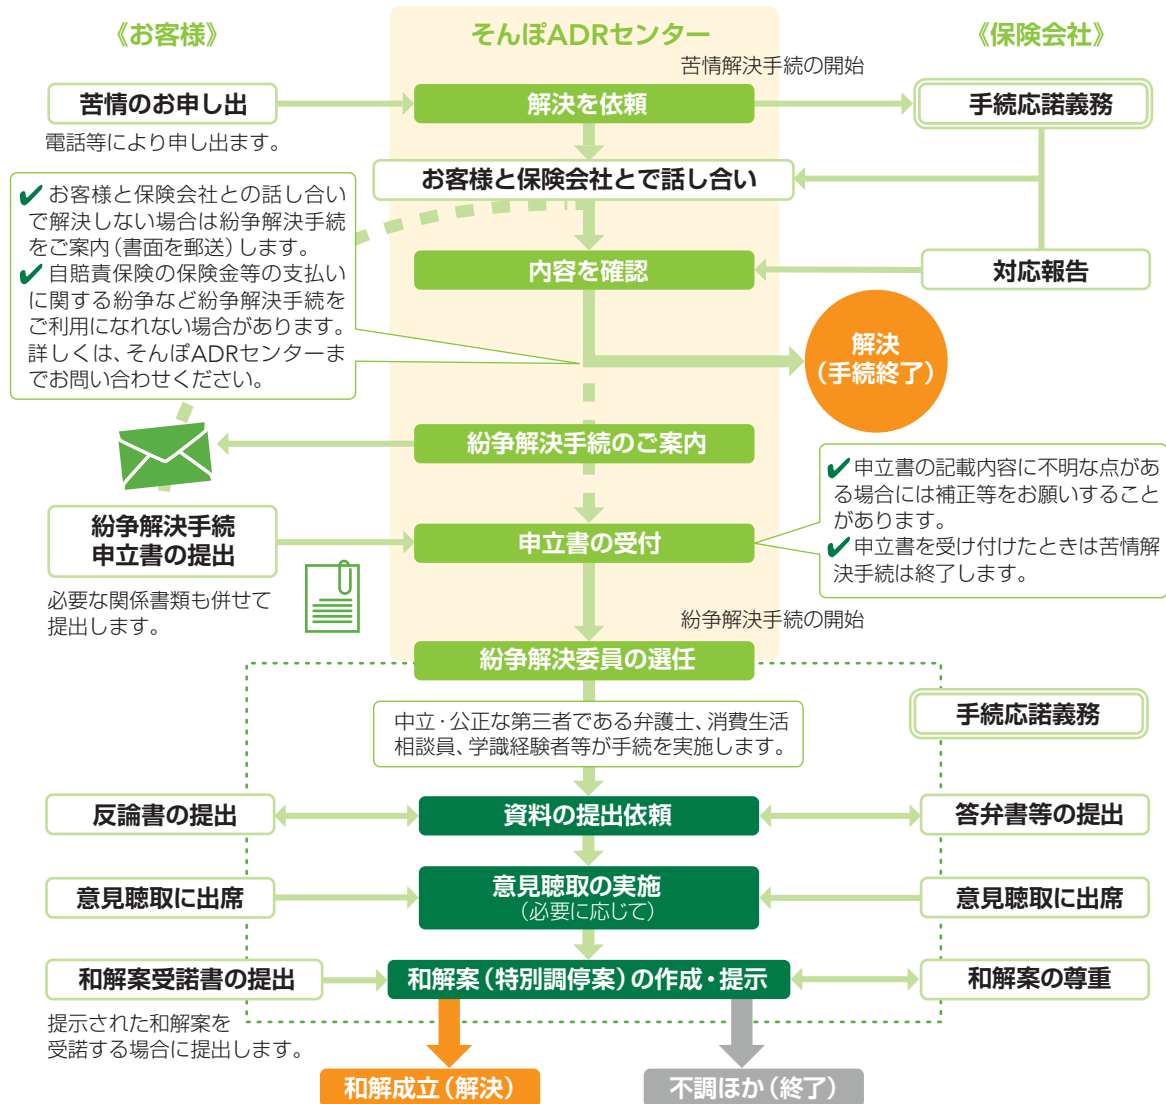 《お客様》
そんぽADRセンター
《保険会社》
苦情解決手続の開始
苦情のお申し出
解決を依頼
手続応諾義務
電話等により申し出ます。
お客様と保険会社とで話し合い
✔ お客様と保険会社との話し合い
で解決しない場合は紛争解決手続
をご案内（書面を郵送）します。
✔ 自賠責保険の保険金等の支払い
に関する紛争など紛争解決手続を
ご利用になれない場合があります。
詳しくは、そんぽADRセンターま
でお問い合わせください。
内容を確認
対応報告
解決
（手続終了）
紛争解決手続のご案内
✔ 申立書の記載内容に不明な点があ
る場合には補正等をお願いすること
があります。
✔ 申立書を受け付けたときは苦情解
決手続は終了します。
紛争解決手続
申立書の提出
申立書の受付
必要な関係書類も併せて
提出します。
紛争解決手続の開始
紛争解決委員の選任
中立・公正な第三者である弁護士、消費生活
相談員、学識経験者等が手続を実施します。
手続応諾義務
反論書の提出
資料の提出依頼
答弁書等の提出
意見聴取に出席
意見聴取の実施
（必要に応じて）
意見聴取に出席
和解案受諾書の提出
和解案（特別調停案）の作成・提示
和解案の尊重
提示された和解案を
受諾する場合に提出します。
和解成立（解決）
不調ほか（終了）